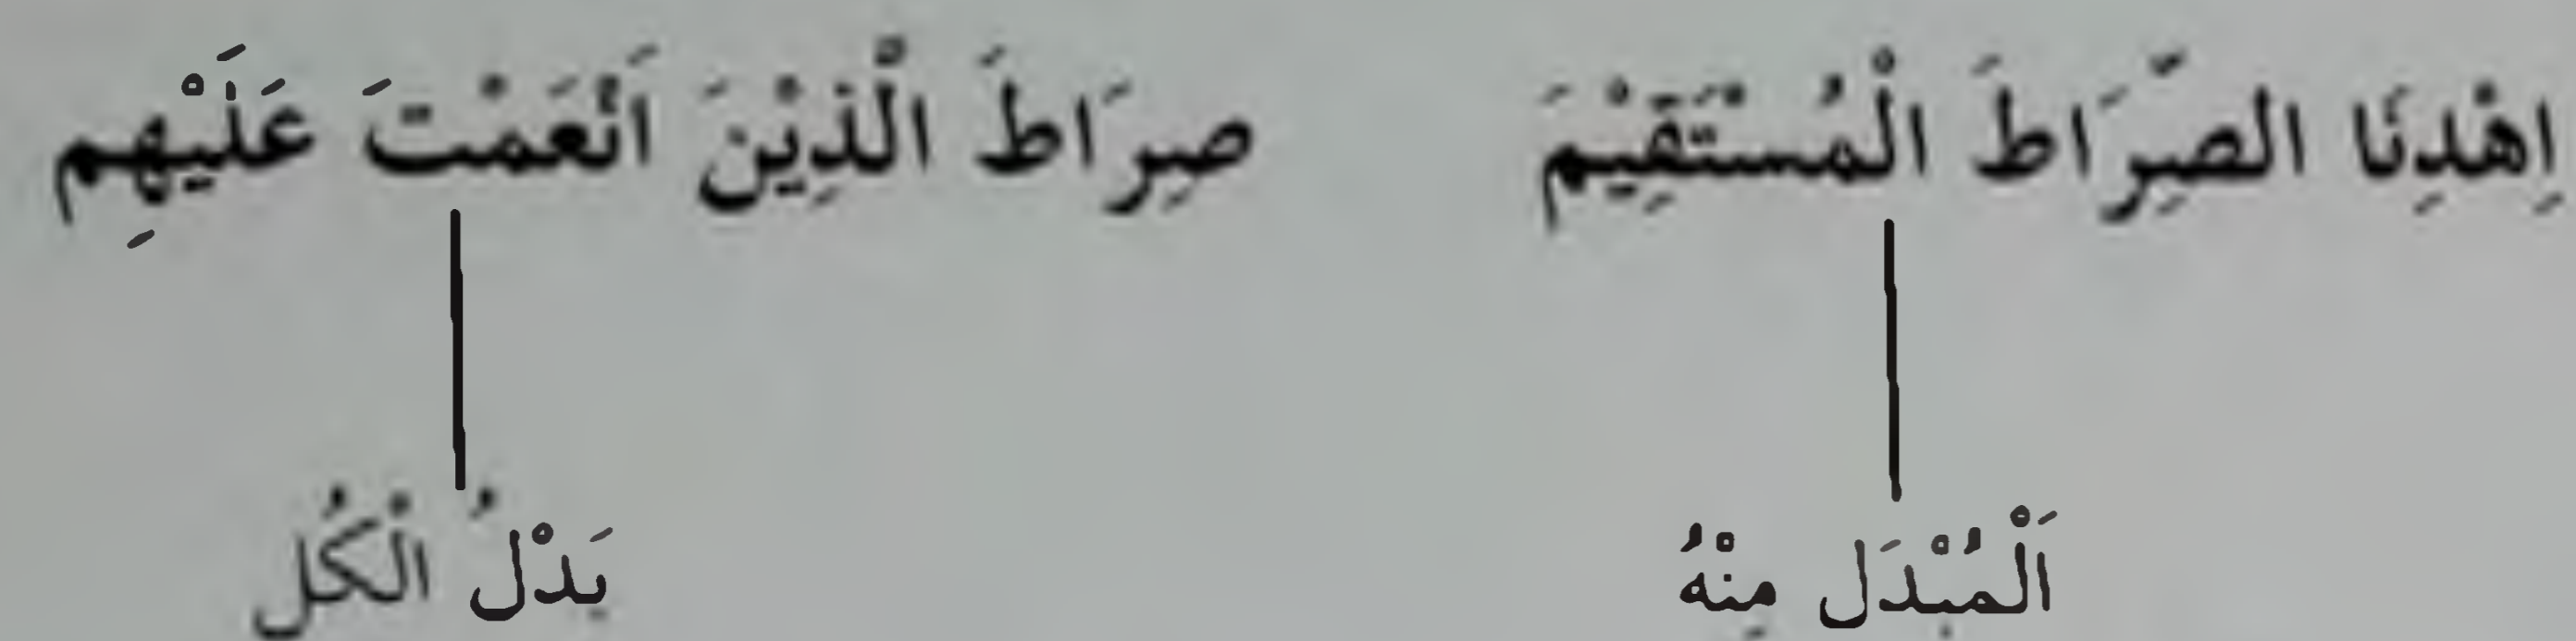 اِهْدِنَا الصِّرَاطَ الْمُسْتَقِيْمَ صِرَاطَ الْذِيْنَ اَنْعَمْتَ عَلَيْهِم
اَلْمُبْدَل مِنْهُ بَدْلُ الْكُل